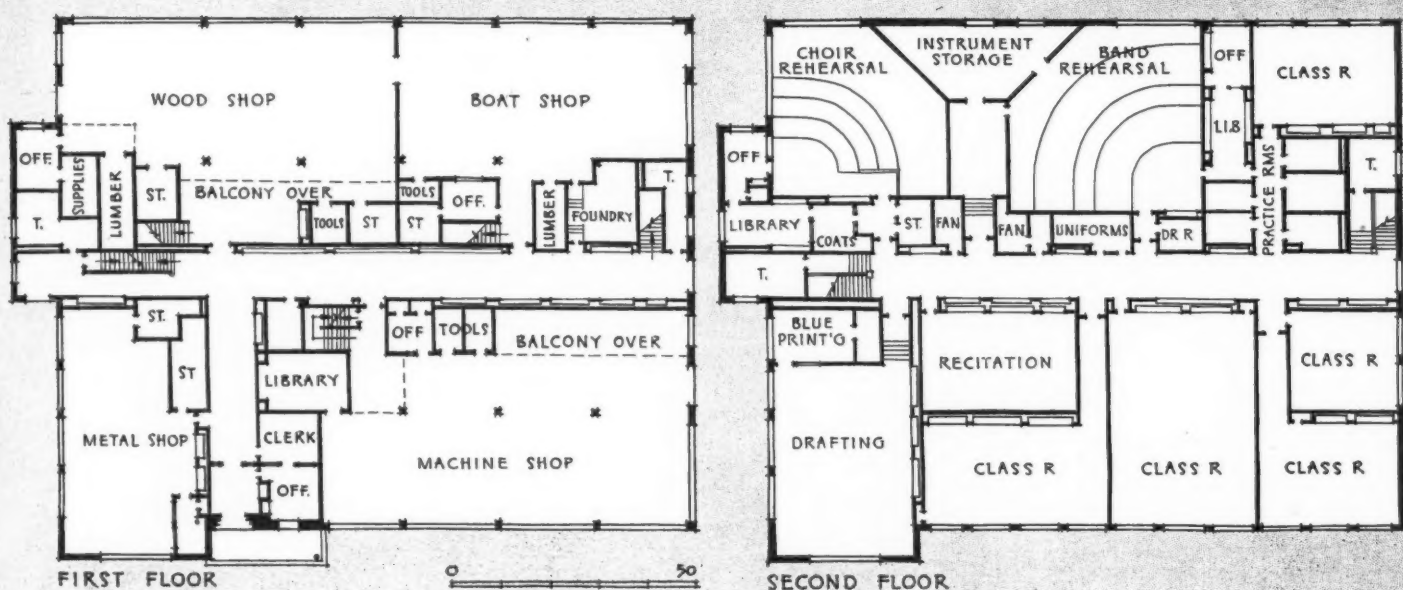 WOOD SHOP
BOAT SHOP
OFF.
SUPPLIES
LUMBER
ST.
BALCONY OVER
TOOLS
OFF.
T.
T.
TOOLS
ST
ST
LUMBER
FOUNDRY
ST.
ST
OFF
TOOLS
BALCONY OVER
LIBRARY
METAL SHOP
CLERK
MACHINE SHOP
OFF.
FIRST FLOOR
0 50
CHOIR
REHEARSAL
INSTRUMENT
STORAGE
BAND
REHEARSAL
OFF
CLASS R
LIB
OFF
PRACTICE RMS
T.
LIBRARY
COATS
ST.
FAN
FAN
UNIFORMS
DR R
T.
BLUE
PRINT'G
RECITATION
CLASS R
DRAFTING
CLASS R
CLASS R
CLASS R
SECOND FLOOR